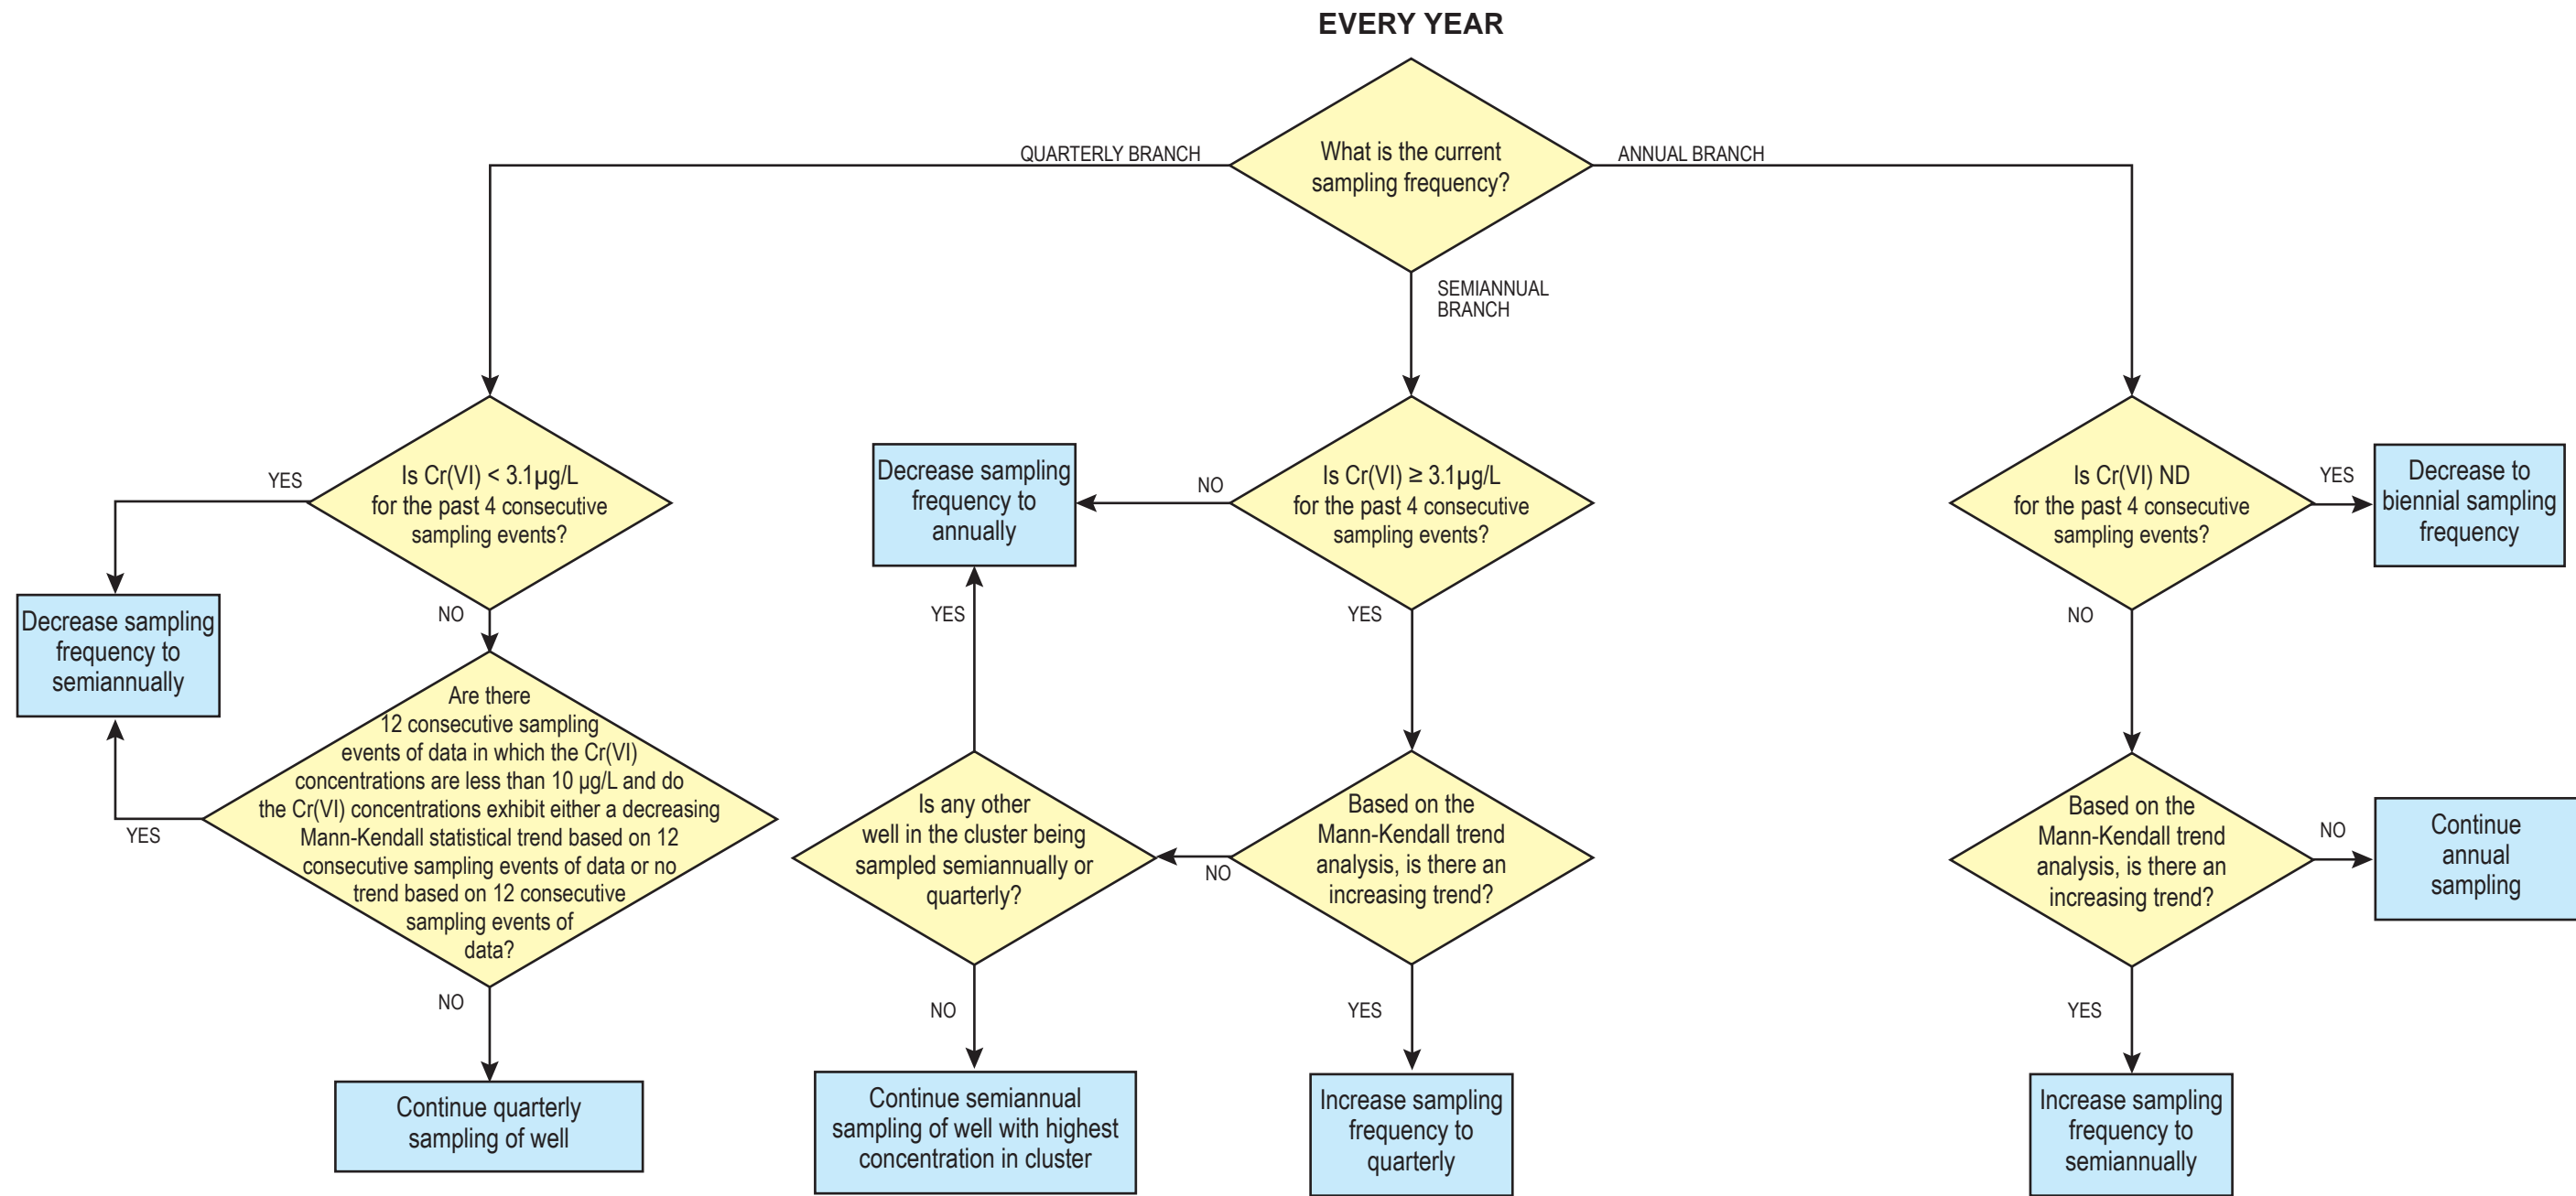 EVERY YEAR
What is the current
sampling frequency?
QUARTERLY BRANCH
ANNUAL BRANCH
SEMIANNUAL
BRANCH
Is Cr(VI) < 3.1µg/L
for the past 4 consecutive
sampling events?
YES
NO
Decrease sampling
frequency to
semiannually
Are there
12 consecutive sampling
events of data in which the Cr(VI)
concentrations are less than 10 µg/L and do
the Cr(VI) concentrations exhibit either a decreasing
Mann-Kendall statistical trend based on 12
consecutive sampling events of data or no
trend based on 12 consecutive
sampling events of
data?
YES
NO
Continue quarterly
sampling of well
Is Cr(VI) ≥ 3.1µg/L
for the past 4 consecutive
sampling events?
NO
YES
Decrease sampling
frequency to
annually
YES
Is any other
well in the cluster being
sampled semiannually or
quarterly?
NO
Based on the
Mann-Kendall trend
analysis, is there an
increasing trend?
NO
YES
Continue semiannual
sampling of well with highest
concentration in cluster
Increase sampling
frequency to
quarterly
Is Cr(VI) ND
for the past 4 consecutive
sampling events?
YES
NO
Decrease to
biennial sampling
frequency
Based on the
Mann-Kendall trend
analysis, is there an
increasing trend?
NO
YES
Continue
annual
sampling
Increase sampling
frequency to
semiannually